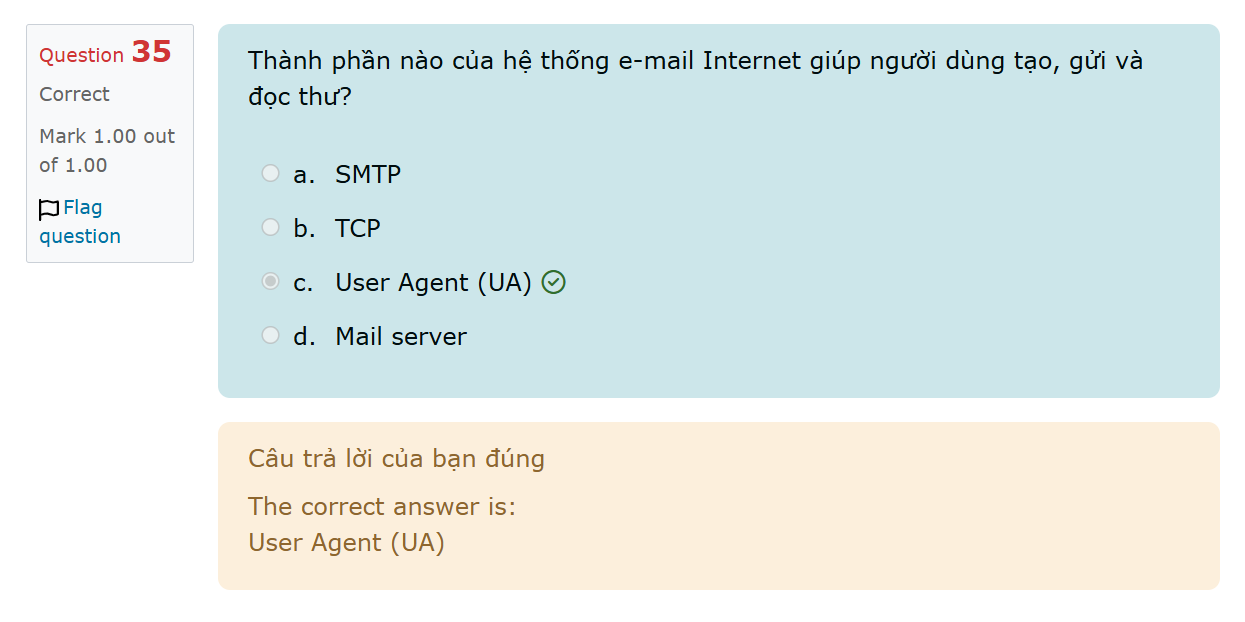 Question 35
Correct
Mark 1.00 out
of 1.00
Flag
question
Thành phần nào của hệ thống e-mail Internet giúp người dùng tạo, gửi và
đọc thư?
a. SMTP
b. TCP
c. User Agent (UA)
d. Mail server
Câu trả lời của bạn đúng
The correct answer is:
User Agent (UA)